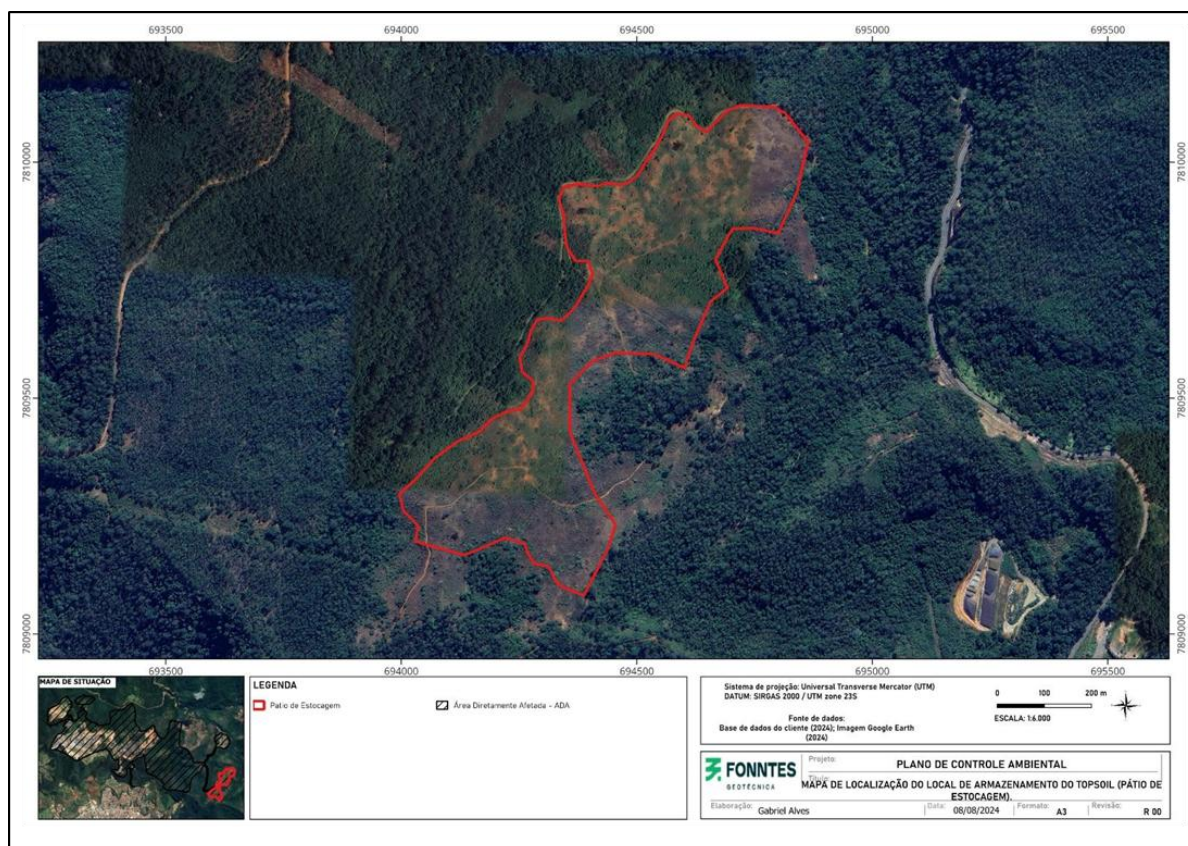 693500 694000 694500 695000 695500
7810000 7810000
7809500 7809500
7809000 7809000
693500 694000 694500 695000 695500
MAPA DE SITUAÇÃO
LEGENDA
Patio de Estocagem
Área Diretamente Afetada - ADA
Sistema de projeção: Universal Transverse Mercator (UTM)
DATUM: SIRGAS 2000 / UTM zone 23S
Fonte de dados:
Base de dados do cliente (2024); Imagem Google Earth
(2024)
0 100 200 m
ESCALA: 1:6.000
FONNTES
GEOTÉCNICA
Projeto:
PLANO DE CONTROLE AMBIENTAL
Título:
MAPA DE LOCALIZAÇÃO DO LOCAL DE ARMAZENAMENTO DO TOPSOIL (PÁTIO DE
ESTOCAGEM).
Elaboração:
Gabriel Alves
Data:
08/08/2024
Formato:
A3
Revisão:
R 00